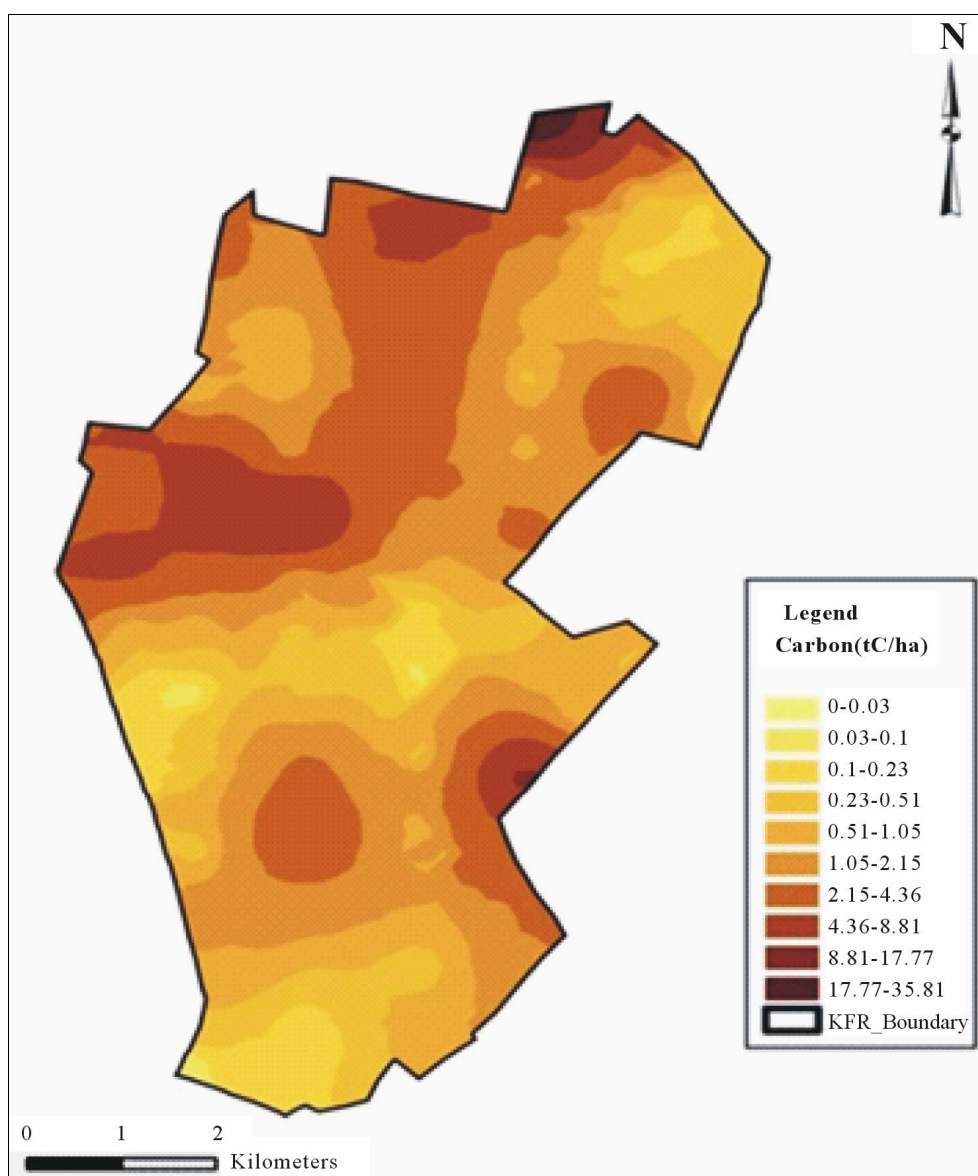 N
Legend
Carbon(tC/ha)
0-0.03
0.03-0.1
0.1-0.23
0.23-0.51
0.51-1.05
1.05-2.15
2.15-4.36
4.36-8.81
8.81-17.77
17.77-35.81
KFR_Boundary
0 1 2
Kilometers